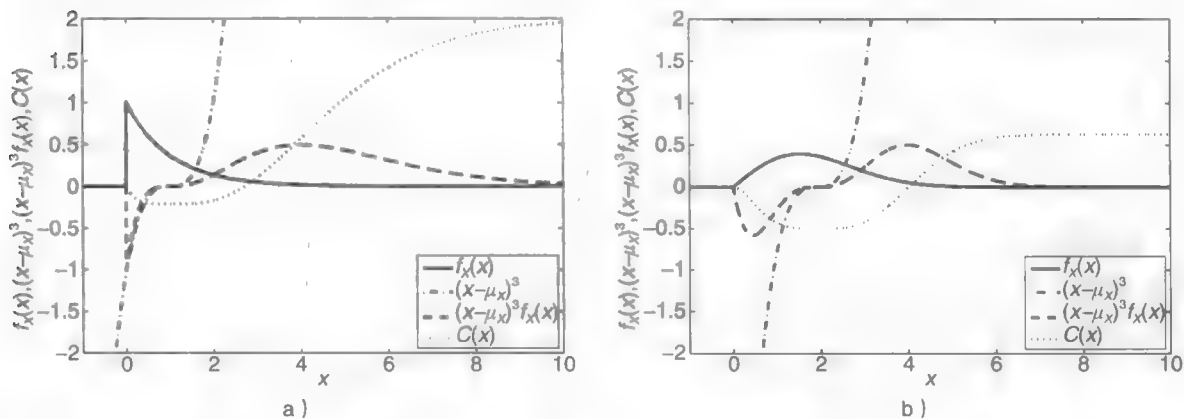 f_X(x),(x−μ_X)^3,(x−μ_X)^3f_X(x),C(x)
2
1.5
1
0.5
0
−0.5
−1
−1.5
−2
0
2
4
6
8
10
x
f_X(x)
(x−μ_X)^3
(x−μ_X)^3f_X(x)
C(x)
a )
f_X(x),(x−μ_X)^3,(x−μ_X)^3f_X(x),C(x)
2
1.5
1
0.5
0
−0.5
−1
−1.5
−2
0
2
4
6
8
10
x
f_X(x)
(x−μ_X)^3
(x−μ_X)^3f_X(x)
C(x)
b )